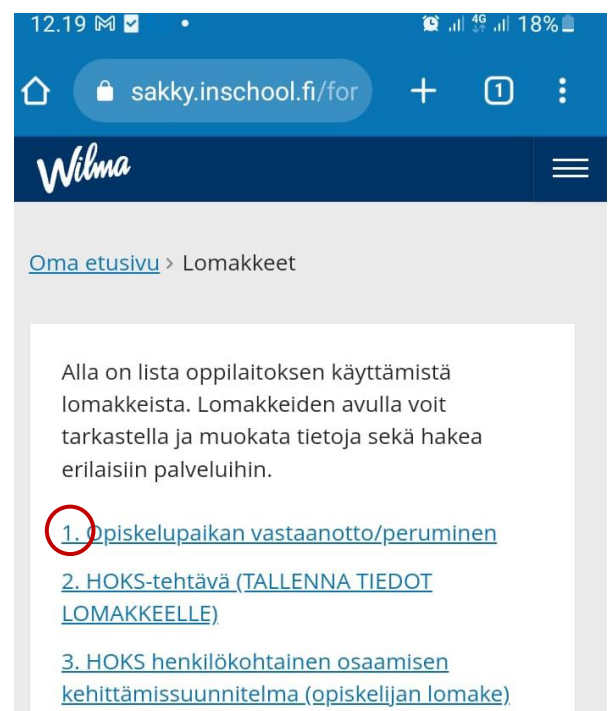 12.19
4G 18%
sakky.inschool.fi/for
1
Wilma
Oma etusivu > Lomakkeet
Alla on lista oppilaitoksen käyttämistä
lomakkeista. Lomakkeiden avulla voit
tarkastella ja muokata tietoja sekä hakea
erilaisiin palveluihin.
1. Opiskelupaikan vastaanotto/peruminen
2. HOKS-tehtävä (TALLENNA TIEDOT
LOMAKKEELLE)
3. HOKS henkilökohtainen osaamisen
kehittämissuunnitelma (opiskelijan lomake)